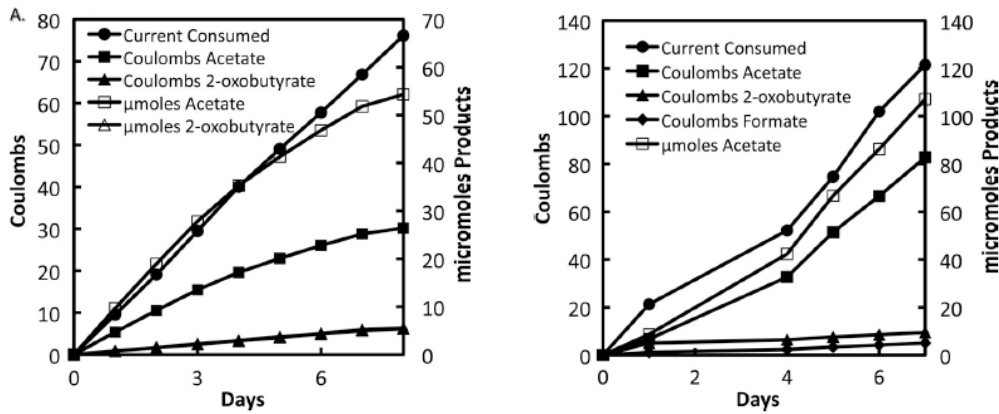 A.
80
70
60
50
40
30
20
10
0
Coulombs
Current Consumed
Coulombs Acetate
Coulombs 2-oxobutyrate
µmoles Acetate
µmoles 2-oxobutyrate
70
60
50
40
30
20
10
0
micromoles Products
0 3 6
Days
140
120
100
80
60
40
20
0
Coulombs
Current Consumed
Coulombs Acetate
Coulombs 2-oxobutyrate
Coulombs Formate
µmoles Acetate
140
120
100
80
60
40
20
0
micromoles Products
0 2 4 6
Days